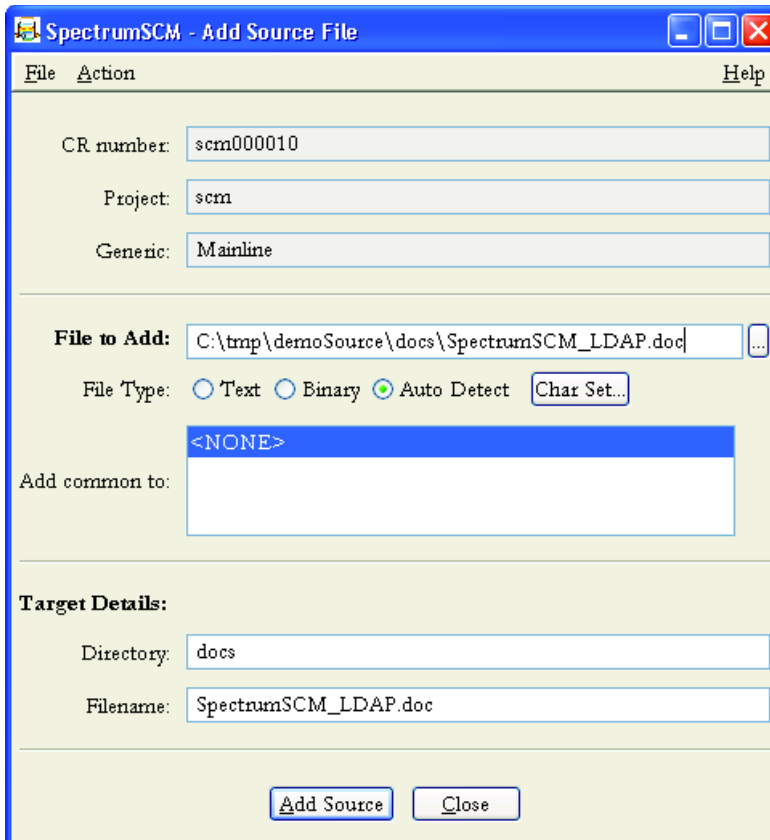 SpectrumSCM - Add Source File
File Action Help
CR number: scm000010
Project: scm
Generic: Mainline
File to Add: C:\tmp\demoSource\docs\SpectrumSCM_LDAP.doc ...
File Type: Text Binary Auto Detect Char Set...
<NONE>
Add common to:
Target Details:
Directory: docs
Filename: SpectrumSCM_LDAP.doc
Add Source Close